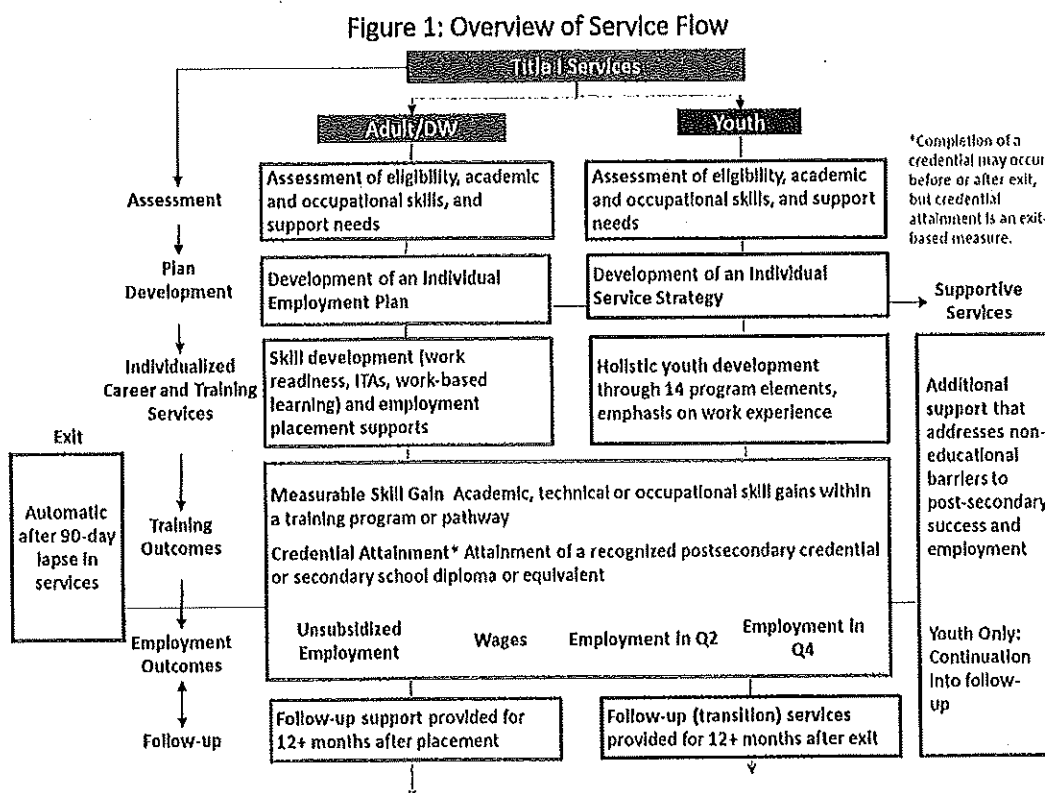 Figure 1: Overview of Service Flow
Title I Services
Adult/DW
Youth
*Completion of a
credential may occur
before or after exit,
but credential
attainment is an exit-
based measure.
Assessment
Assessment of eligibility, academic
and occupational skills, and
support needs
Assessment of eligibility, academic
and occupational skills, and support
needs
Plan
Development
Development of an Individual
Employment Plan
Development of an Individual
Service Strategy
Supportive
Services
Individualized
Career and Training
Services
Skill development (work
readiness, ITAs, work-based
learning) and employment
placement supports
Holistic youth development
through 14 program elements,
emphasis on work experience
Additional
support that
addresses non-
educational
barriers to
post-secondary
success and
employment
Exit
Automatic
after 90-day
lapse in
services
Training
Outcomes
Measurable Skill Gain Academic, technical or occupational skill gains within
a training program or pathway
Credential Attainment* Attainment of a recognized postsecondary credential
or secondary school diploma or equivalent
Employment
Outcomes
Unsubsidized
Employment
Wages
Employment in Q2
Employment in
Q4
Youth Only:
Continuation
into follow-
up
Follow-up
Follow-up support provided for
12+ months after placement
Follow-up (transition) services
provided for 12+ months after exit